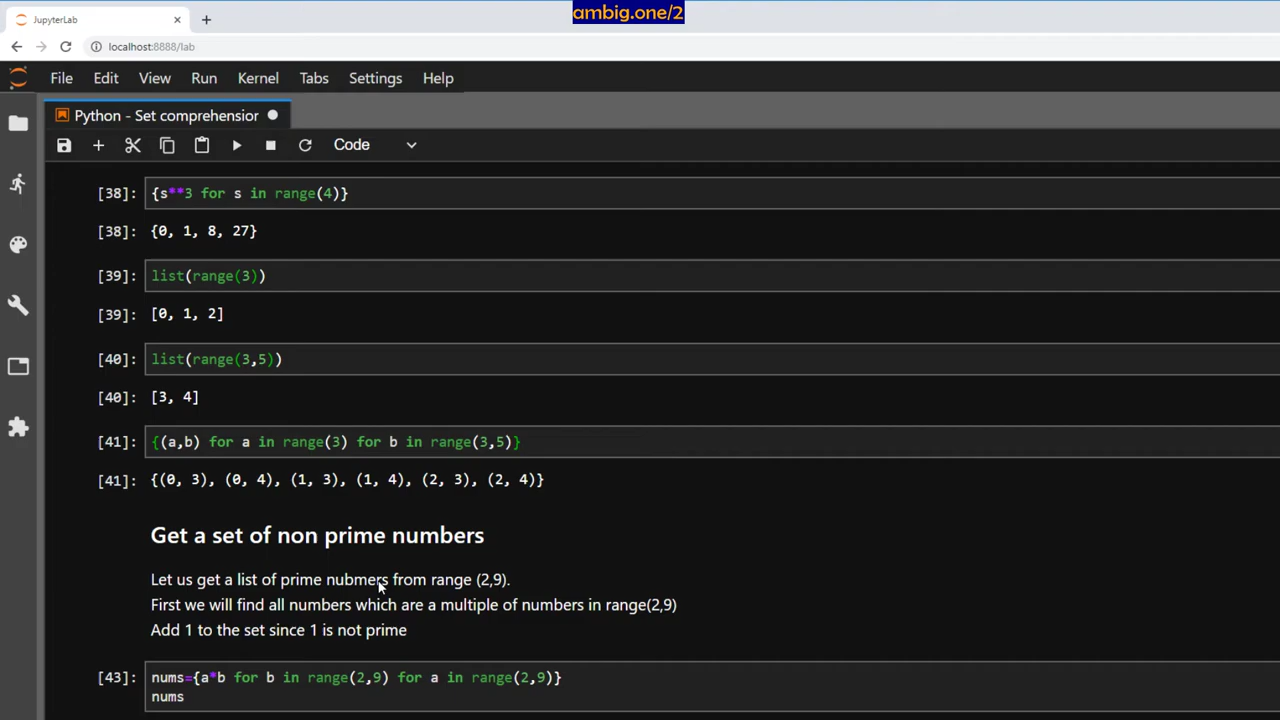 ambig.one/2
JupyterLab
localhost:8888/lab
File Edit View Run Kernel Tabs Settings Help
Python - Set comprehension
Code
[38]: {s**3 for s in range(4)}
[38]: {0, 1, 8, 27}
[39]: list(range(3))
[39]: [0, 1, 2]
[40]: list(range(3,5))
[40]: [3, 4]
[41]: {(a,b) for a in range(3) for b in range(3,5)}
[41]: {(0, 3), (0, 4), (1, 3), (1, 4), (2, 3), (2, 4)}
Get a set of non prime numbers
Let us get a list of prime nubmers from range (2,9).
First we will find all numbers which are a multiple of numbers in range(2,9)
Add 1 to the set since 1 is not prime
[43]: nums={a*b for b in range(2,9) for a in range(2,9)}
nums